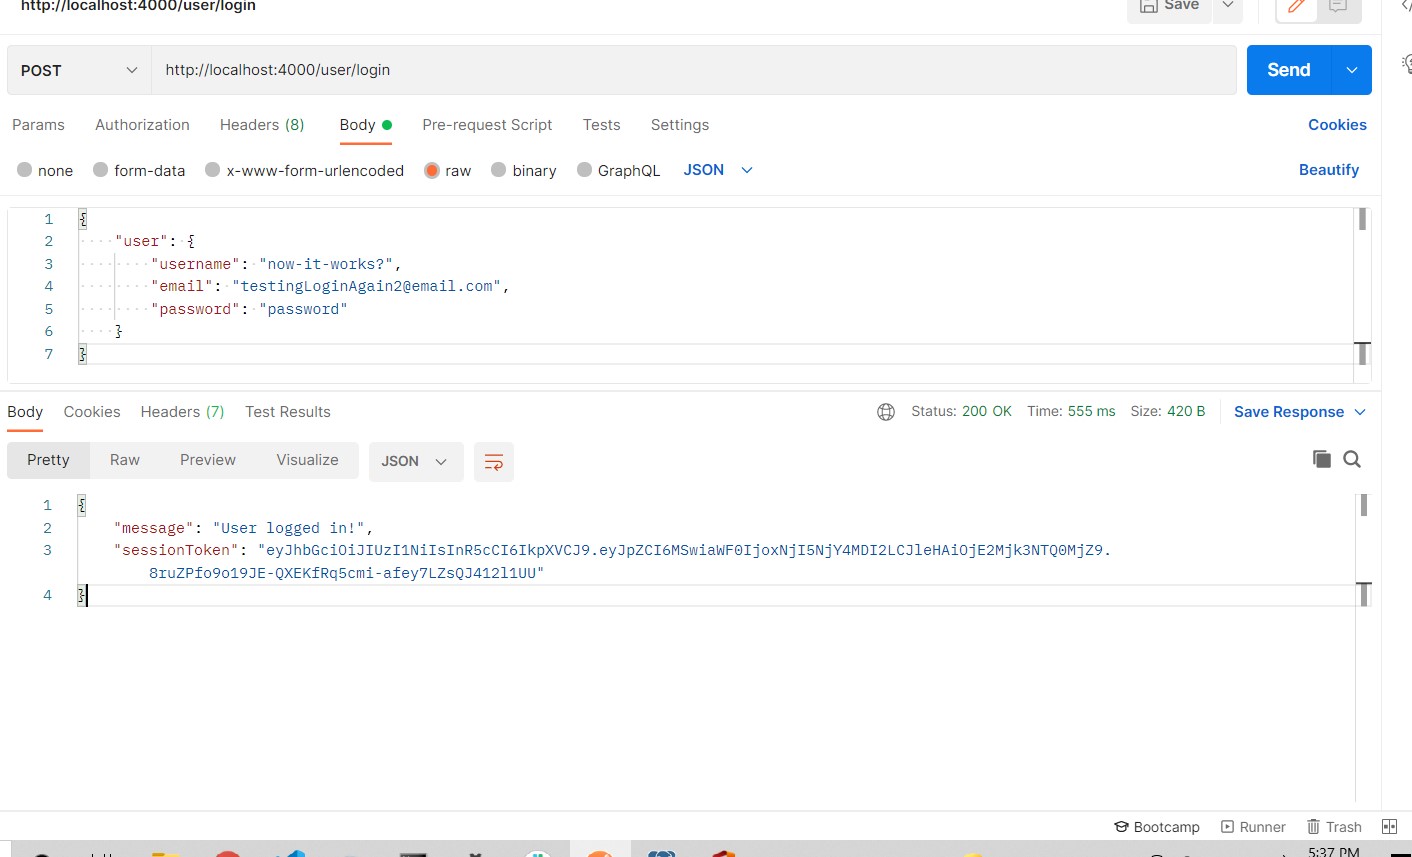 http://localhost:4000/user/login
Save
POST
http://localhost:4000/user/login
Send
Params Authorization Headers (8) Body Pre-request Script Tests Settings Cookies
none form-data x-www-form-urlencoded raw binary GraphQL JSON Beautify
1 {
2 "user": {
3 "username": "now-it-works?",
4 "email": "testingLoginAgain2@email.com",
5 "password": "password"
6 }
7 }
Body Cookies Headers (7) Test Results Status: 200 OK Time: 555 ms Size: 420 B Save Response
Pretty Raw Preview Visualize JSON
1 {
2 "message": "User logged in!",
3 "sessionToken": "eyJhbGciOiJIUzI1NiIsInR5cCI6IkpXVCJ9.eyJpZCI6MSwiaWF0IjoxNjI5NjY4MDI2LCJleHAiOjE2Mjk3NTQ0MjZ9.
8ruZPfo9o19JE-QXEKfRq5cmi-afey7LZsQJ412l1UU"
4 }
Bootcamp Runner Trash
5:37 PM